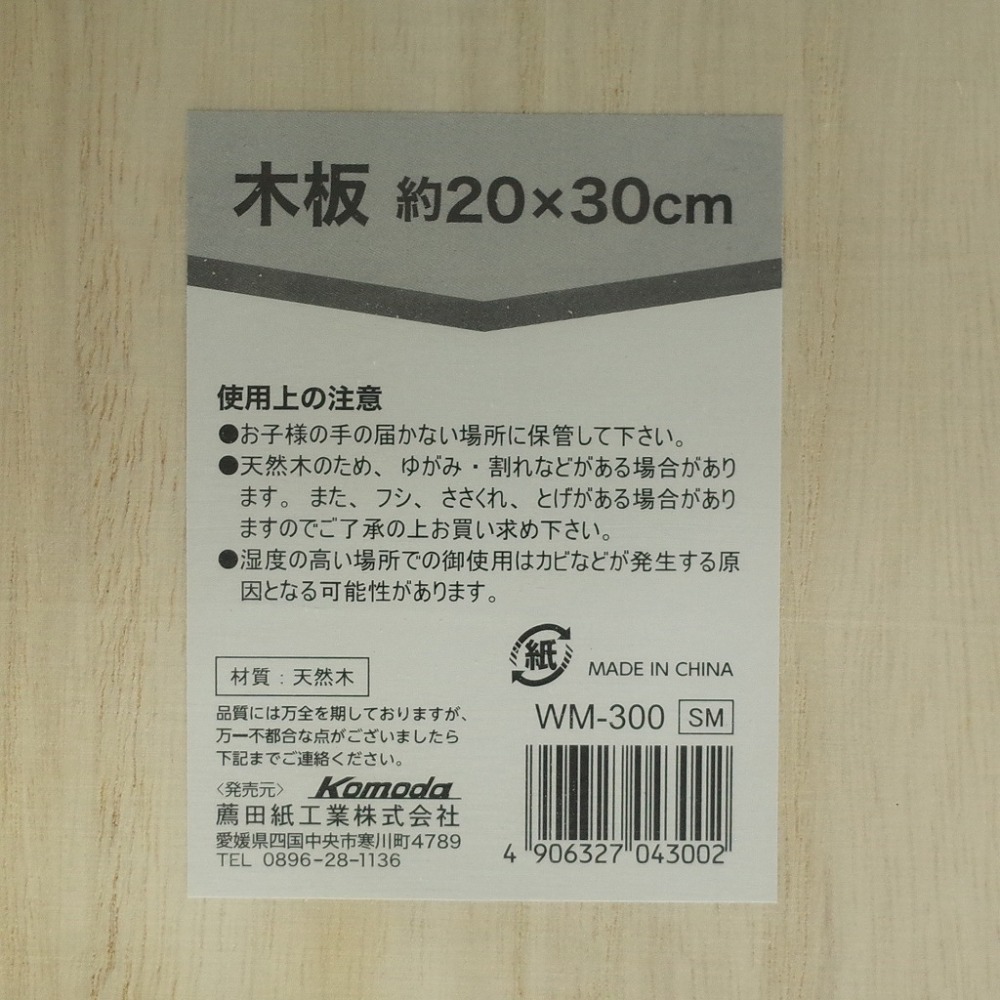 木板 約20×30cm
使用上の注意
●お子様の手の届かない場所に保管して下さい。
●天然木のため、ゆがみ・割れなどがある場合があり
ます。また、フシ、ささくれ、とげがある場合があり
ますのでご了承の上お買い求め下さい。
●湿度の高い場所での御使用はカビなどが発生する原
因となる可能性があります。
紙 MADE IN CHINA
材質：天然木
WM-300 SM
品質には万全を期しておりますが、
万一不都合な点がございましたら
下記までご連絡ください。
〈発売元〉 Komoda
薦田紙工業株式会社
愛媛県四国中央市寒川町4789
TEL 0896-28-1136
4 906327 043002